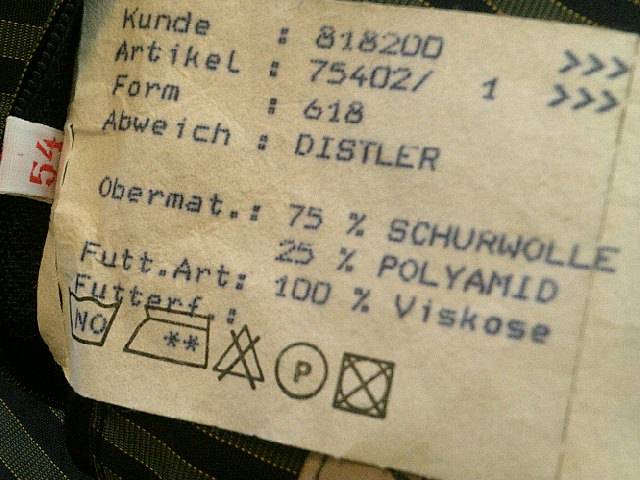 Kunde : 818200 >>>
Artikel : 75402/ 1 >>>
Form : 618
Abweich : DISTLER
Obermat.: 75 % SCHURWOLLE
25 % POLYAMID
Futt.Art: 100 % Viskose
Futterf.:
NO ** P
54